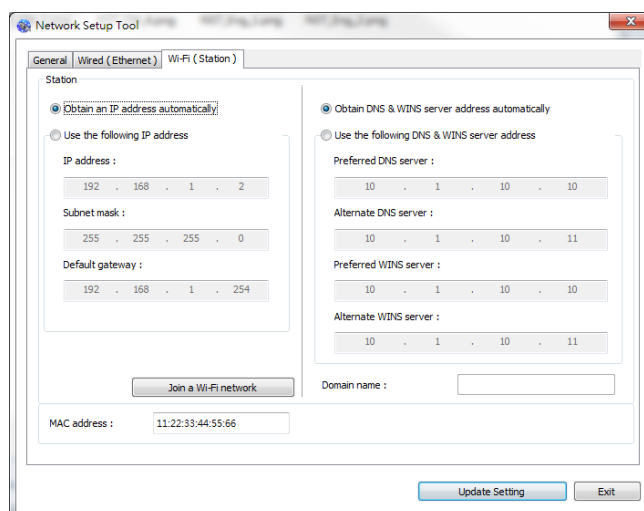 Network Setup Tool
General Wired ( Ethernet ) Wi-Fi ( Station )
Station
Obtain an IP address automatically
Use the following IP address
IP address :
192 . 168 . 1 . 2
Subnet mask :
255 . 255 . 255 . 0
Default gateway :
192 . 168 . 1 . 254
Join a Wi-Fi network
Obtain DNS & WINS server address automatically
Use the following DNS & WINS server address
Preferred DNS server :
10 . 1 . 10 . 10
Alternate DNS server :
10 . 1 . 10 . 11
Preferred WINS server :
10 . 1 . 10 . 10
Alternate WINS server :
10 . 1 . 10 . 11
Domain name :
MAC address : 11:22:33:44:55:66
Update Setting Exit